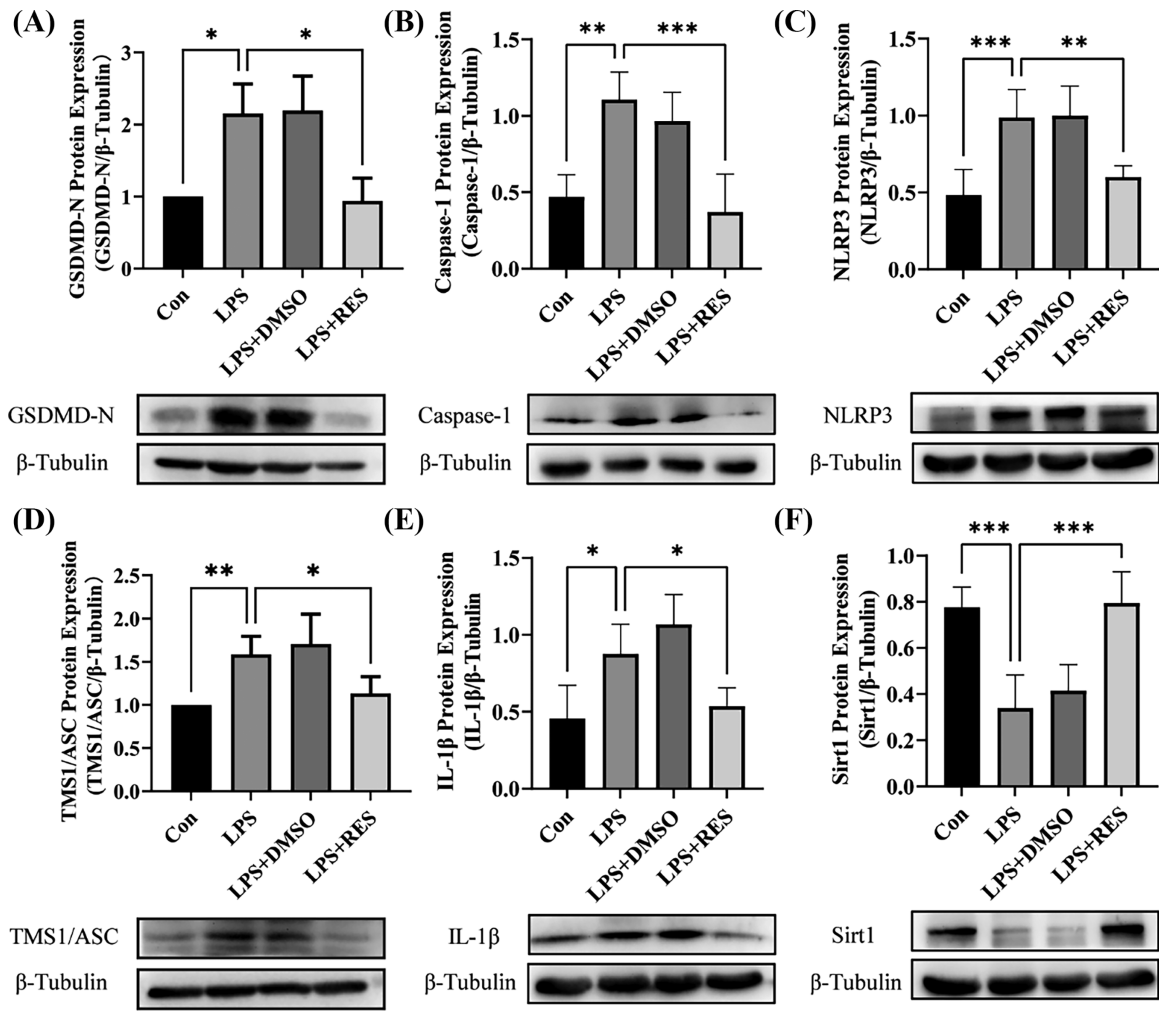 (A)
GSDMD-N Protein Expression
(GSDMD-N/β-Tubulin)
3
2
1
0
*
*
Con
LPS
LPS+DMSO
LPS+RES
GSDMD-N
β-Tubulin
(B)
Caspase-1 Protein Expression
(Caspase-1/β-Tubulin)
1.5
1.0
0.5
0.0
**
***
Con
LPS
LPS+DMSO
LPS+RES
Caspase-1
β-Tubulin
(C)
NLRP3 Protein Expression
(NLRP3/β-Tubulin)
1.5
1.0
0.5
0.0
***
**
Con
LPS
LPS+DMSO
LPS+RES
NLRP3
β-Tubulin
(D)
TMS1/ASC Protein Expression
(TMS1/ASC/β-Tubulin)
2.5
2.0
1.5
1.0
0.5
0.0
**
*
Con
LPS
LPS+DMSO
LPS+RES
TMS1/ASC
β-Tubulin
(E)
IL-1β Protein Expression
(IL-1β/β-Tubulin
1.5
1.0
0.5
0.0
*
*
Con
LPS
LPS+DMSO
LPS+RES
IL-1β
β-Tubulin
(F)
Sirt1 Protein Expression
(Sirt1/β-Tubulin)
1.0
0.8
0.6
0.4
0.2
0.0
***
***
Con
LPS
LPS+DMSO
LPS+RES
Sirt1
β-Tubulin